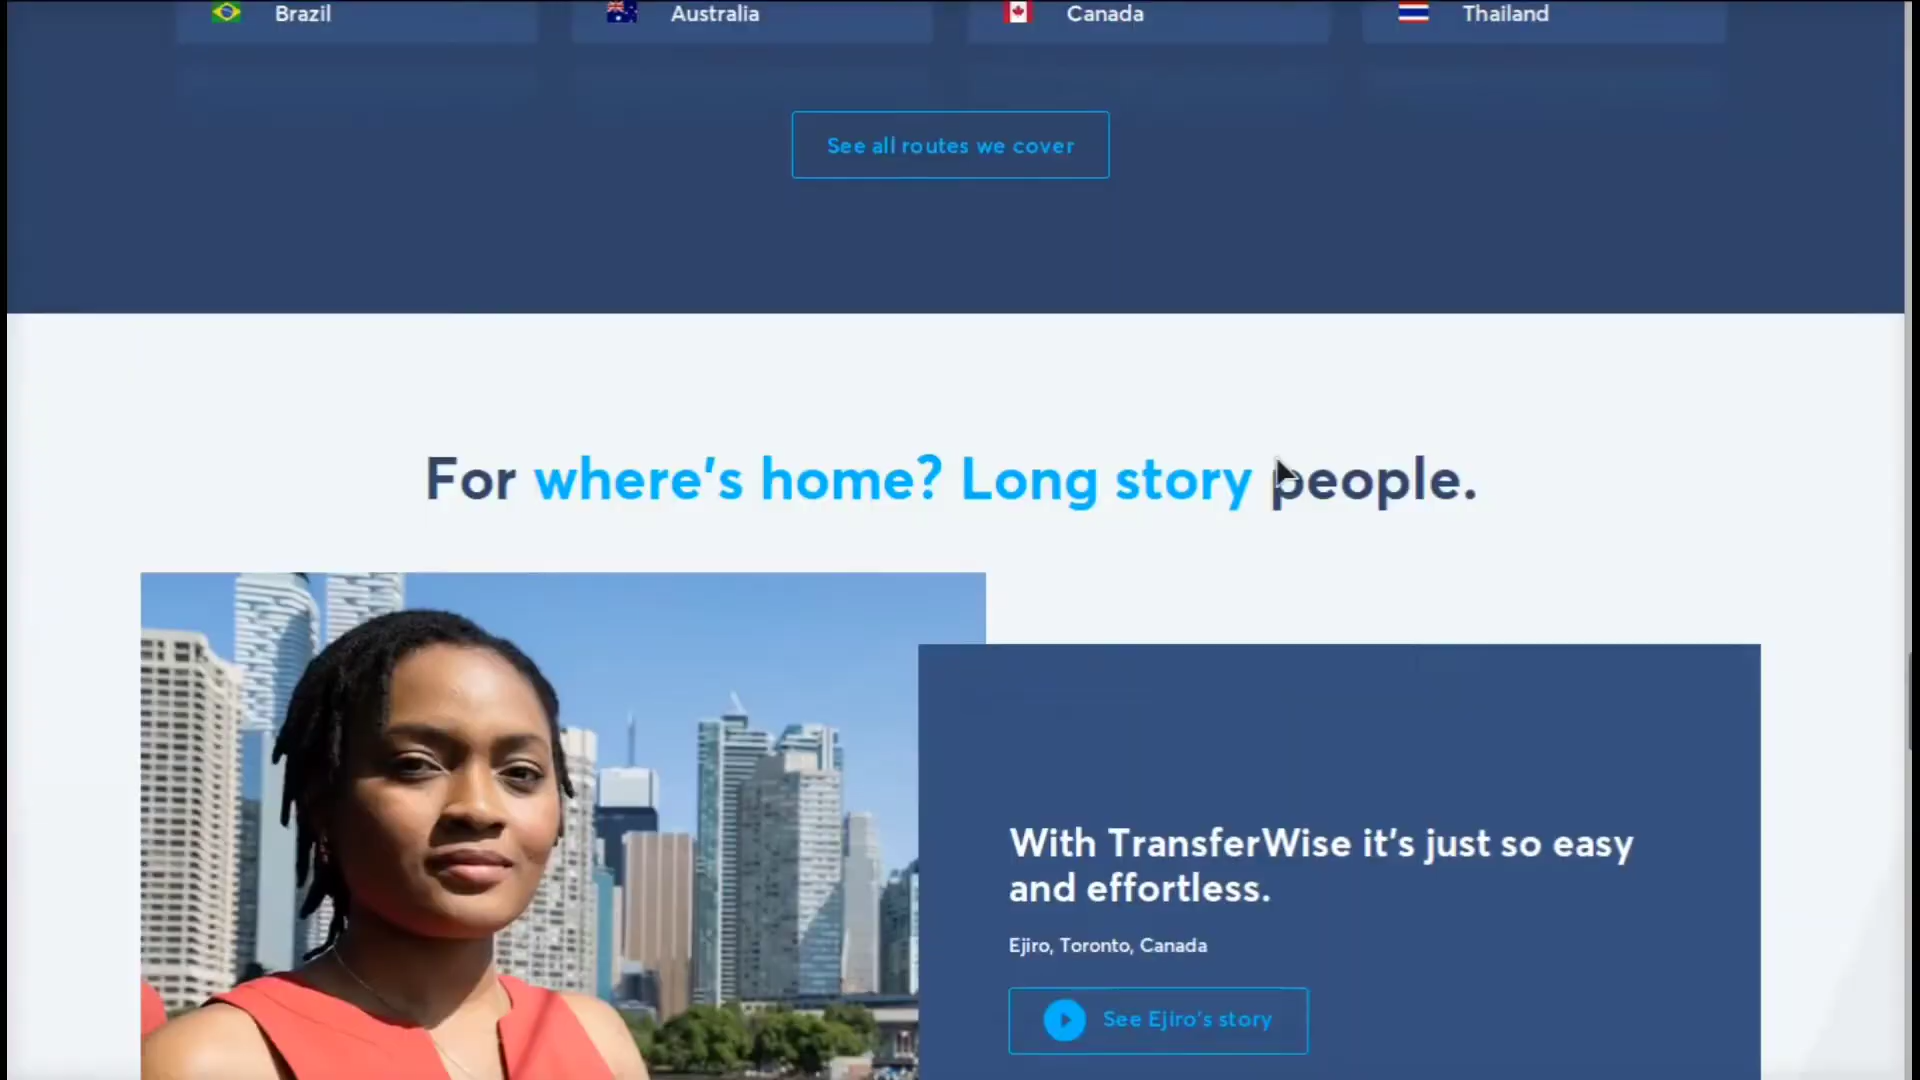 Brazil
Australia
Canada
Thailand
See all routes we cover
For where's home? Long story people.
With TransferWise it's just so easy
and effortless.
Ejiro, Toronto, Canada
See Ejiro's story